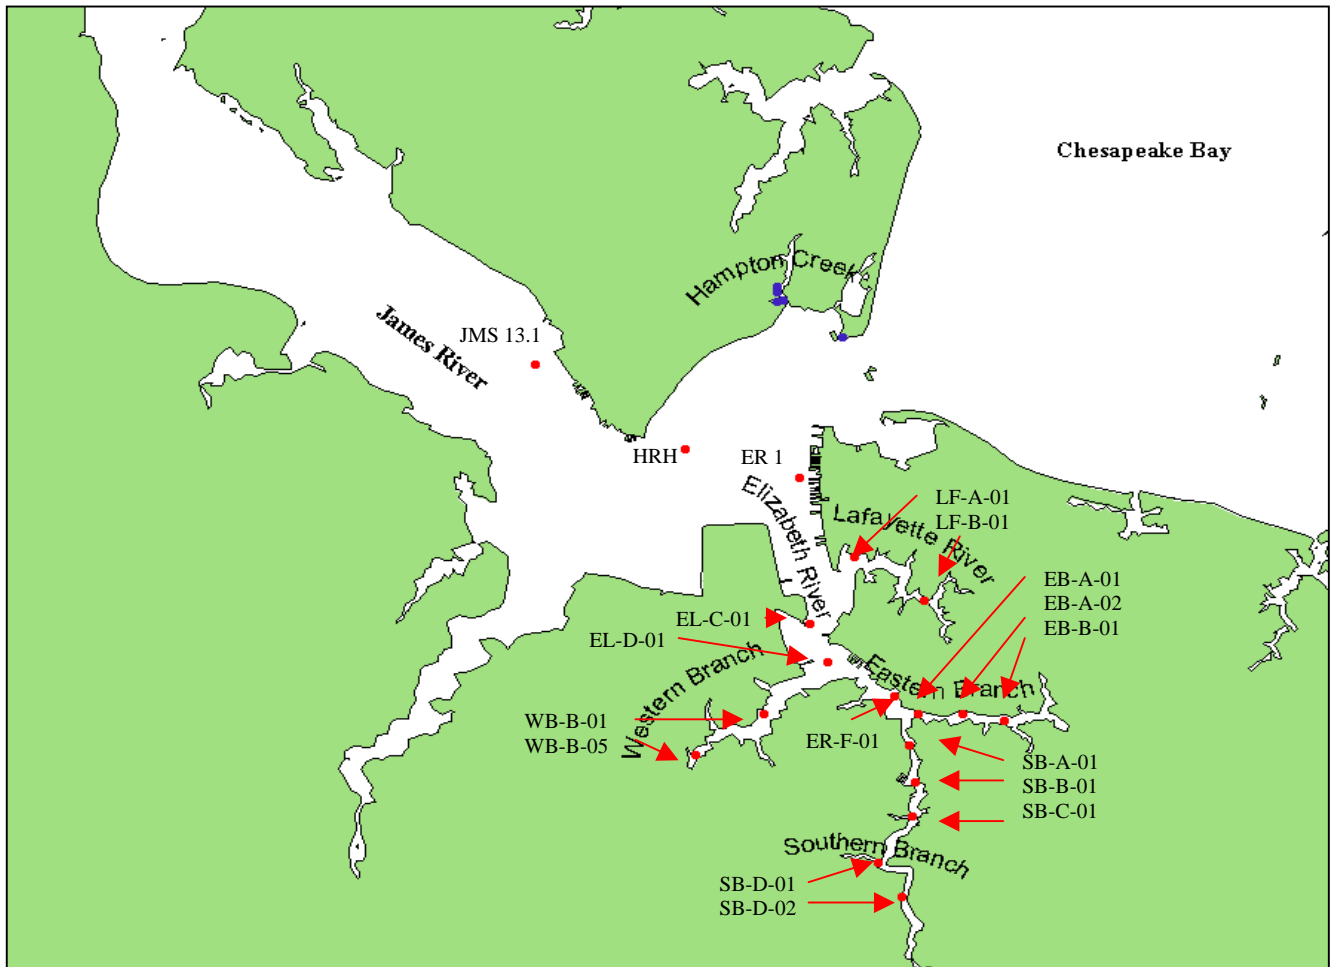 Chesapeake Bay
Hampton Creek
James River
JMS 13.1
HRH
ER 1
Elizabeth River
LF-A-01
LF-B-01
Lafayette River
EB-A-01
EB-A-02
EB-B-01
EL-C-01
EL-D-01
Western Branch
Eastern Branch
WB-B-01
WB-B-05
ER-F-01
SB-A-01
SB-B-01
SB-C-01
Southern Branch
SB-D-01
SB-D-02